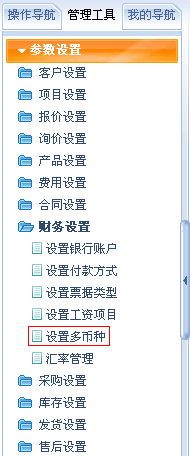 操作导航 管理工具 我的导航
参数设置
客户设置
项目设置
报价设置
询价设置
产品设置
费用设置
合同设置
财务设置
设置银行账户
设置付款方式
设置票据类型
设置工资项目
设置多币种
汇率管理
采购设置
库存设置
发货设置
售后设置